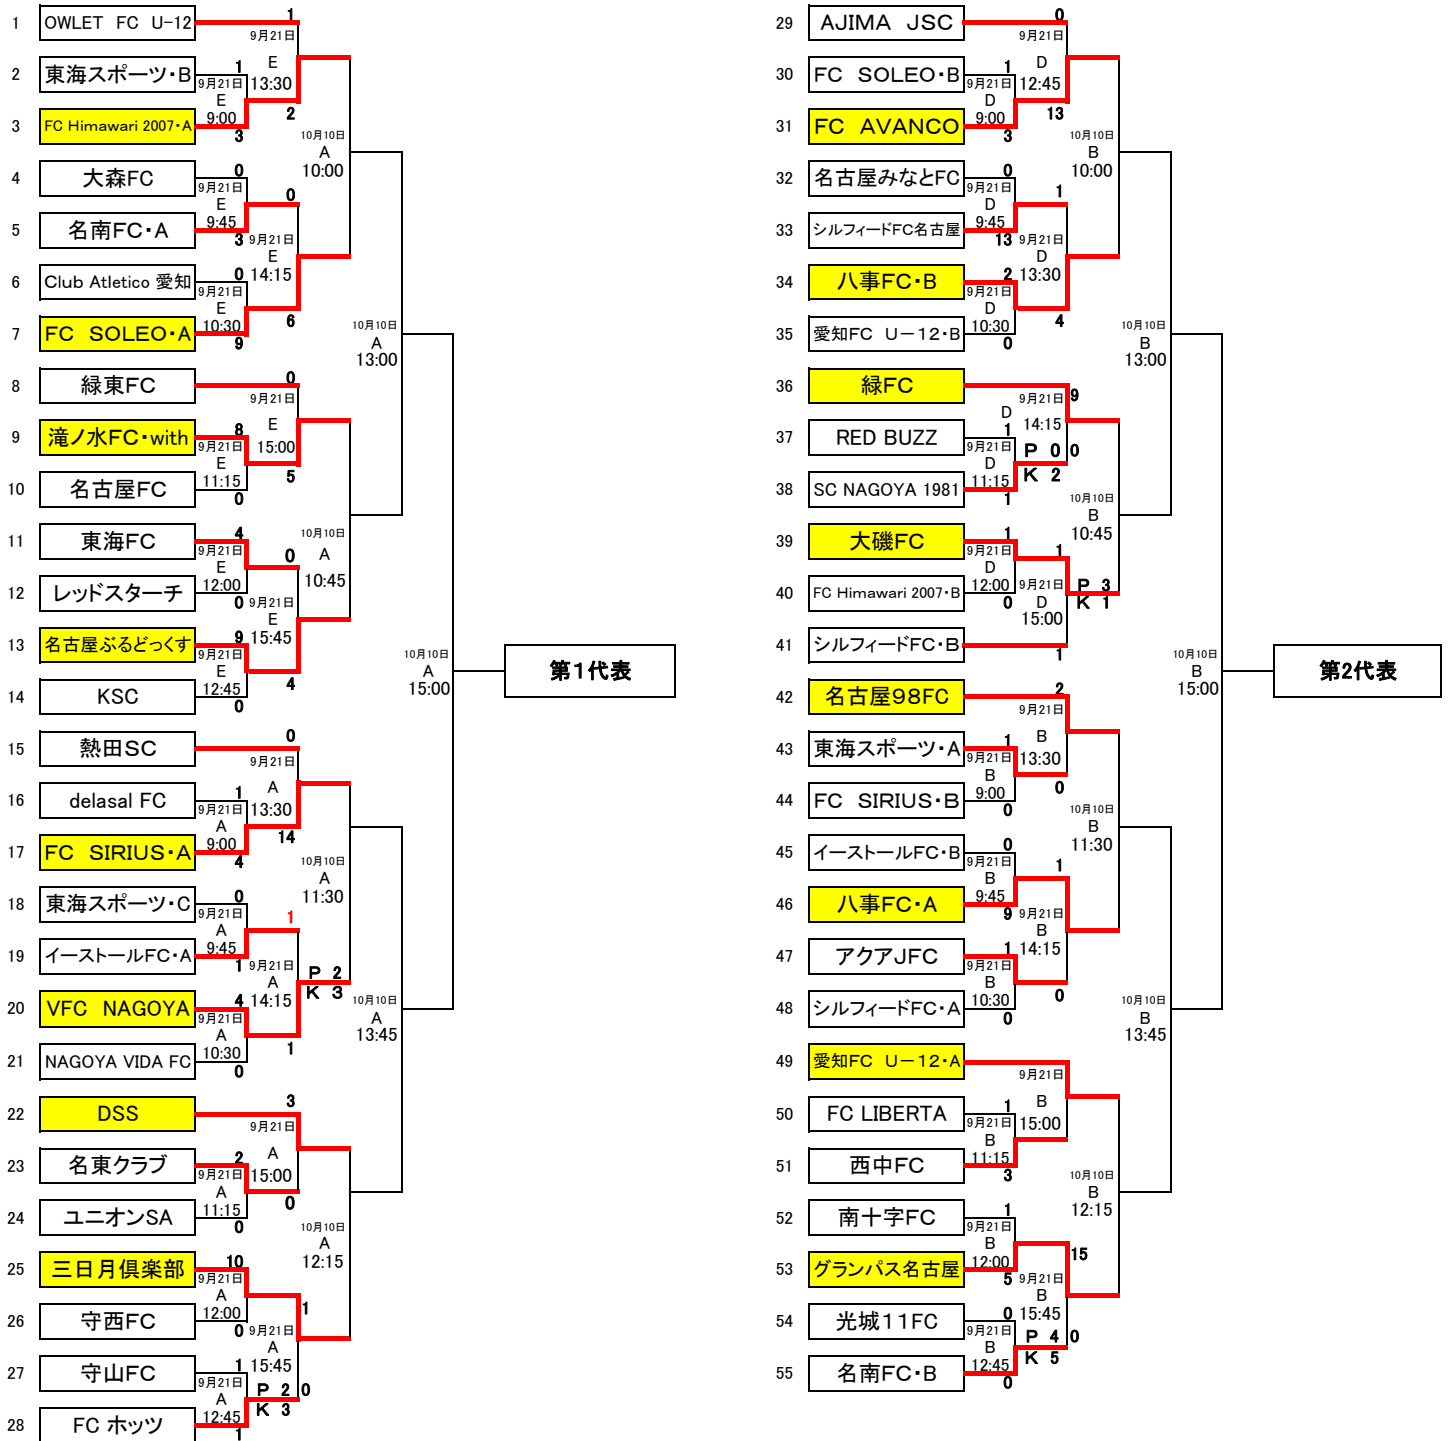 1 OWLET FC U-12 1
9月21日
2 東海スポーツ・B 1 E
9月21日 13:30
E
9:00
3 FC Himawari 2007・A 3 2
10月10日
A
10:00
4 大森FC 0
9月21日 0
E
9:45
5 名南FC・A 3 9月21日
E
6 Club Atletico 愛知 0 14:15
9月21日
E
10:30 6
7 FC SOLEO・A 9
10月10日
A
13:00
8 緑東FC 0
9月21日
9 滝ノ水FC・with 8 E
9月21日 15:00
E
11:15 5
10 名古屋FC 0
11 東海FC 4 10月10日
9月21日 0 A
E 10:45
12:00
12 レッドスターチ 0 9月21日
E
13 名古屋ぶるどっくす 9 15:45
9月21日
E
12:45 4
14 KSC 0
10月10日
A
15:00
第1代表
15 熱田SC 0
9月21日
16 delasal FC 1 A
9月21日 13:30
A
9:00 14
17 FC SIRIUS・A 4
10月10日
A
11:30
18 東海スポーツ・C 0
9月21日 1
A
9:45
19 イーストールFC・A 1 9月21日
A P 2
20 VFC NAGOYA 4 14:15 K 3
9月21日
A
10:30 1
21 NAGOYA VIDA FC 0
10月10日
A
13:45
22 DSS 3
9月21日
23 名東クラブ 2 A
9月21日 15:00
A
11:15 0
24 ユニオンSA 0
10月10日
A
12:15
25 三日月倶楽部 10
9月21日
A
12:00 1
26 守西FC 0 9月21日
A
27 守山FC 1 15:45
9月21日 P 2 0
A K 3
12:45
28 FC ホッツ 1
29 AJIMA JSC 0
9月21日
30 FC SOLEO・B 1 D
9月21日 12:45
D
9:00 13
31 FC AVANCO 3
10月10日
B
10:00
32 名古屋みなとFC 0
9月21日 1
D
9:45
33 シルフィードFC名古屋 13 9月21日
D
34 八事FC・B 2 13:30
9月21日
D
10:30 4
35 愛知FC U－12・B 0
10月10日
B
13:00
36 緑FC 9
9月21日
D 14:15
37 RED BUZZ 1
9月21日 P 0 0
D K 2
11:15
38 SC NAGOYA 1981 1
10月10日
B
10:45
39 大磯FC 1
9月21日 1
D
12:00
40 FC Himawari 2007・B 0 9月21日 P 3
D K 1
15:00
41 シルフィードFC・B 1
10月10日
B
15:00
第2代表
42 名古屋98FC 2
9月21日
43 東海スポーツ・A 1 B
9月21日 13:30
B
9:00 0
44 FC SIRIUS・B 0
10月10日
B
11:30
45 イーストールFC・B 0
9月21日 1
B
9:45
46 八事FC・A 9 9月21日
B
47 アクアJFC 1 14:15
9月21日
B
10:30 0
48 シルフィードFC・A 0
10月10日
B
13:45
49 愛知FC U－12・A
9月21日
50 FC LIBERTA 1 B
9月21日 15:00
B
11:15
51 西中FC 3
10月10日
B
12:15
52 南十字FC 1
9月21日
B
12:00 15
53 グランパス名古屋 5 9月21日
B
54 光城11FC 0 15:45
9月21日 P 4 0
B K 5
12:45
55 名南FC・B 0